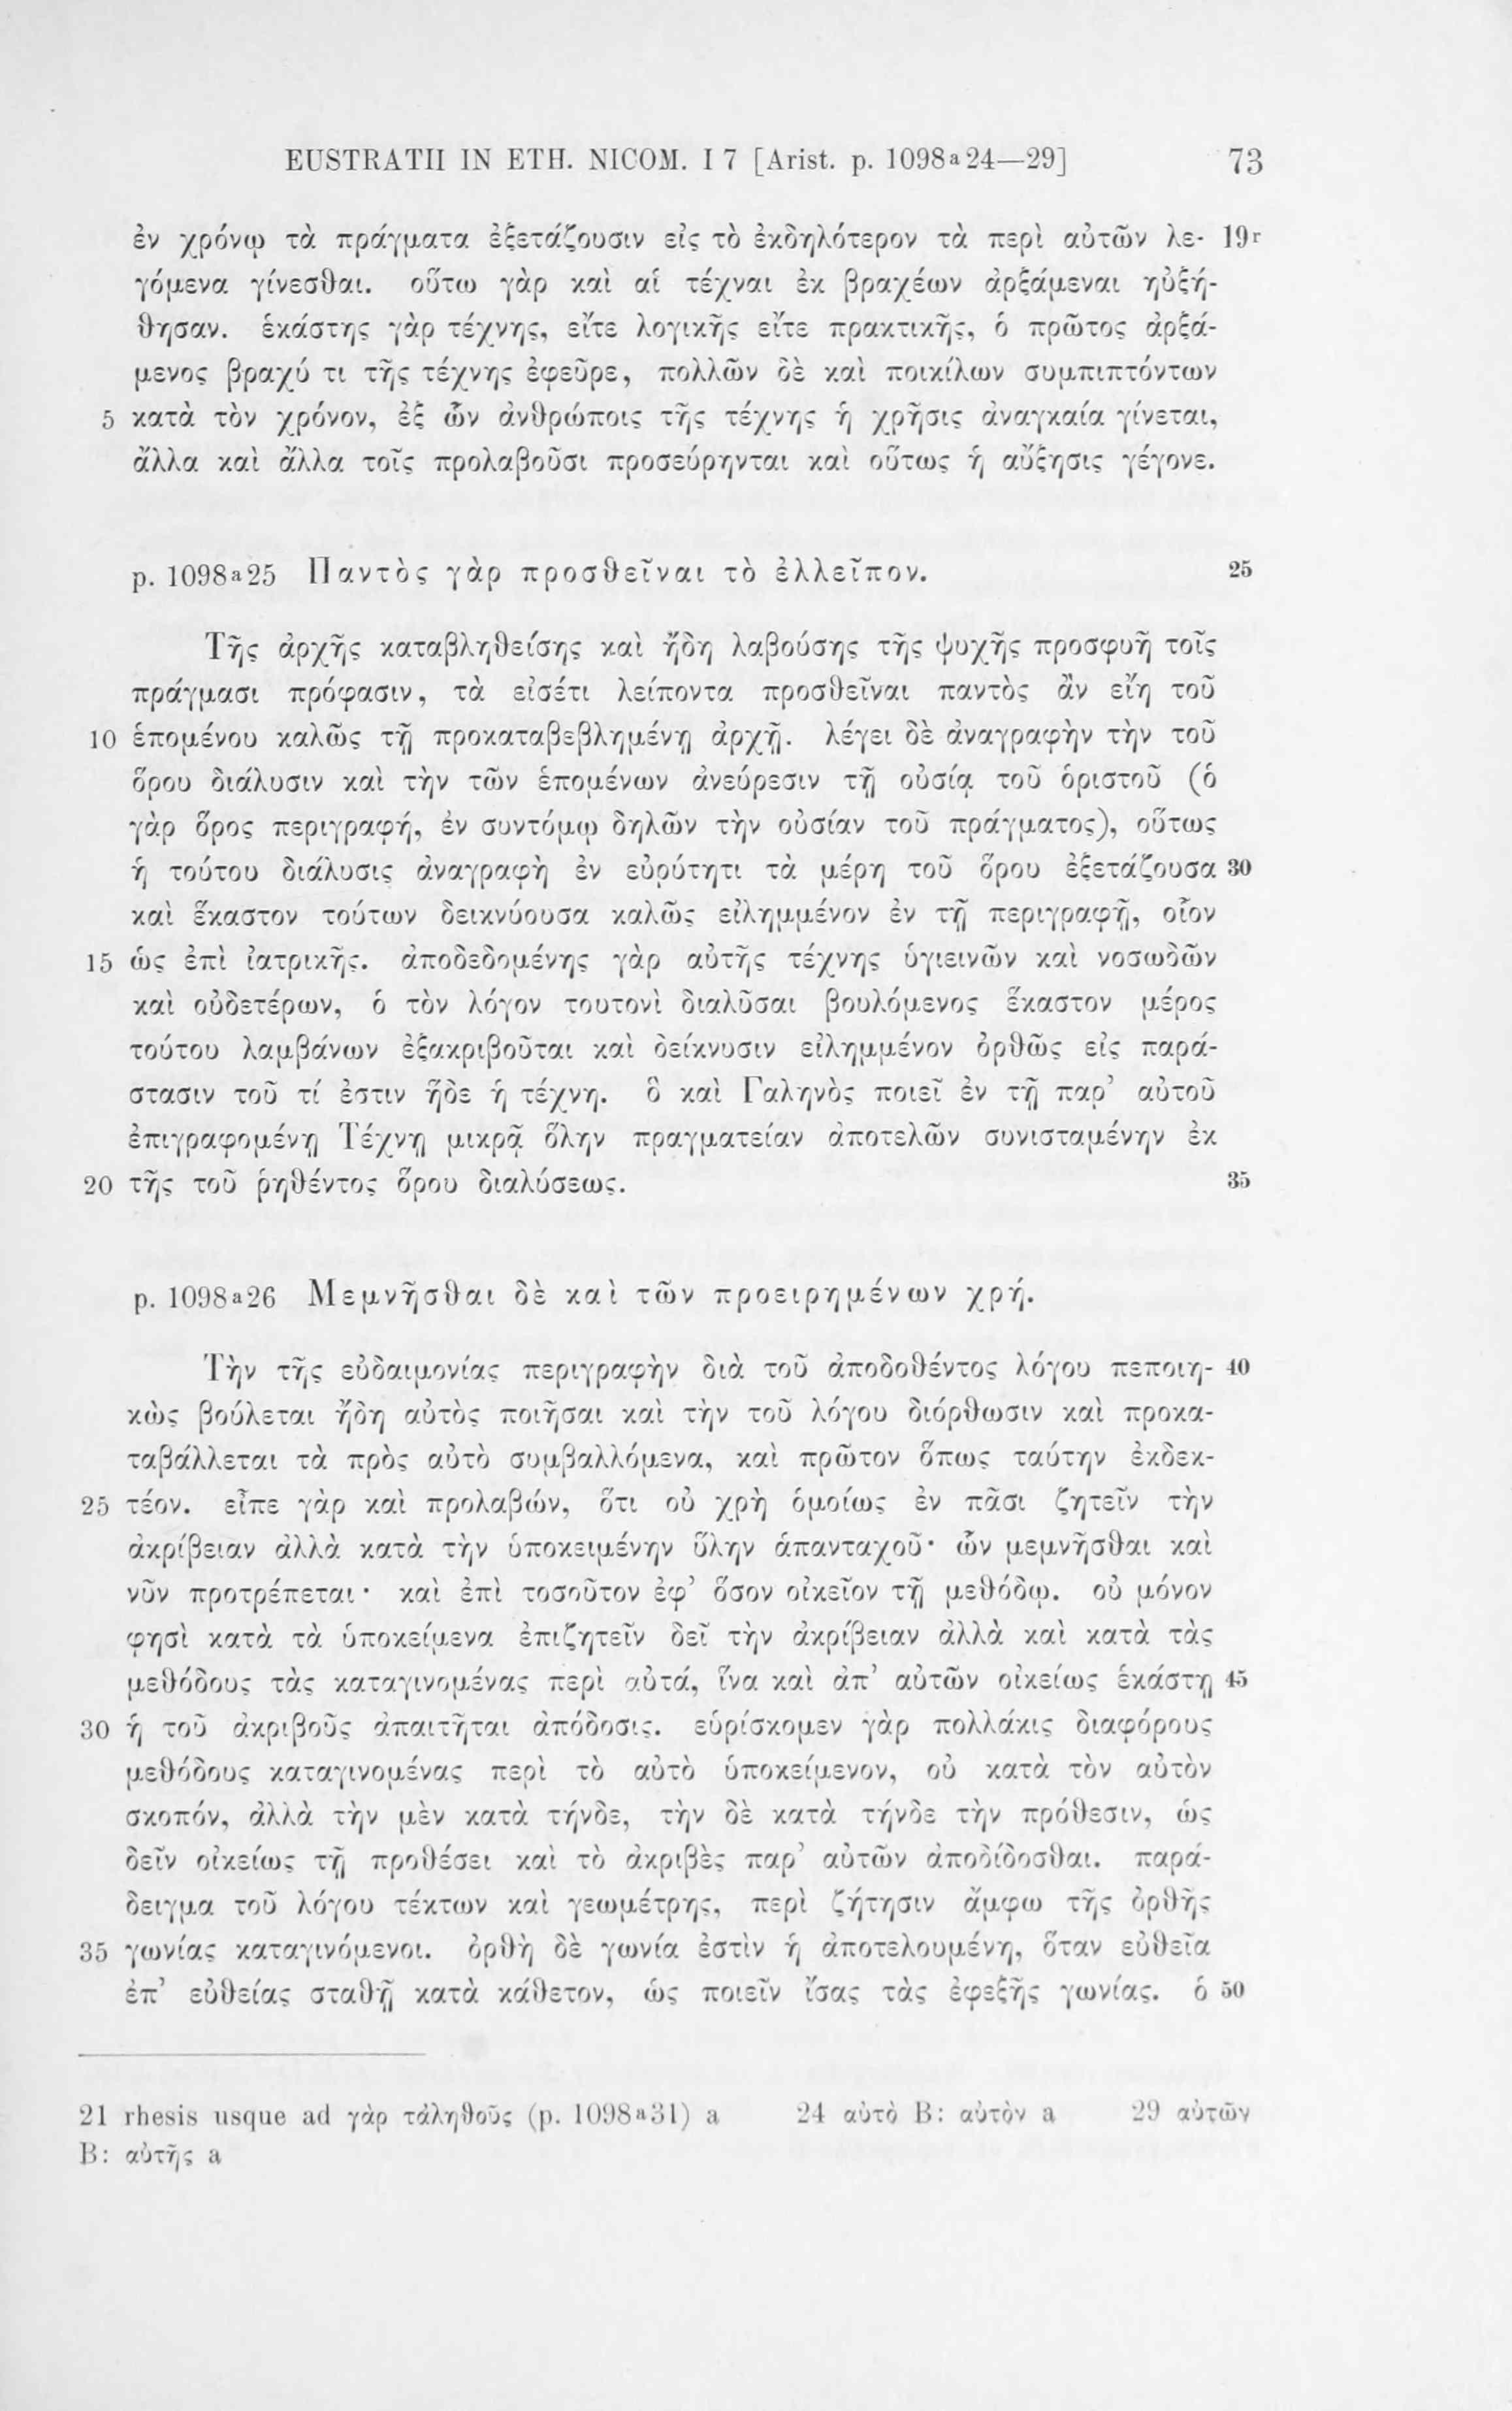 EUSTRATII IN ETH. NICOM. I 7 [Arist. p. 1098a24—29] 73
ἐν χρόνῳ τὰ πράγματα ἐξετάζουσιν εἰς τὸ ἐκδηλότερον τὰ περὶ αὐτῶν λε- 19r
γόμενα γίνεσθαι. οὕτω γὰρ καὶ αἱ τέχναι ἐκ βραχέων ἀρξάμεναι ηὐξή-
θησαν. ἑκάστης γὰρ τέχνης, εἴτε λογικῆς εἴτε πρακτικῆς, ὁ πρῶτος ἀρξά-
μενος βραχύ τι τῆς τέχνης ἐφεῦρε, πολλῶν δὲ καὶ ποικίλων συμπιπτόντων
5 κατὰ τὸν χρόνον, ἐξ ὧν ἀνθρώποις τῆς τέχνης ἡ χρῆσις ἀναγκαία γίνεται,
ἄλλα καὶ ἄλλα τοῖς προλαβοῦσι προσεύρηνται καὶ οὕτως ἡ αὔξησις γέγονε.
p. 1098a25 Παντὸς γὰρ προσθεῖναι τὸ ἐλλεῖπον. 25
Τῆς ἀρχῆς καταβληθείσης καὶ ἤδη λαβούσης τῆς ψυχῆς προσφυῆ τοῖς
πράγμασι πρόφασιν, τὰ εἰσέτι λείποντα προσθεῖναι παντὸς ἂν εἴη τοῦ
10 ἑπομένου καλῶς τῇ προκαταβεβλημένῃ ἀρχῇ. λέγει δὲ ἀναγραφὴν τὴν τοῦ
ὅρου διάλυσιν καὶ τὴν τῶν ἑπομένων ἀνεύρεσιν τῇ οὐσίᾳ τοῦ ὁριστοῦ (ὁ
γὰρ ὅρος περιγραφή, ἐν συντόμῳ δηλῶν τὴν οὐσίαν τοῦ πράγματος), οὕτως
ἡ τούτου διάλυσις ἀναγραφὴ ἐν εὐρύτητι τὰ μέρη τοῦ ὅρου ἐξετάζουσα 30
καὶ ἕκαστον τούτων δεικνύουσα καλῶς εἰλημμένον ἐν τῇ περιγραφῇ, οἷον
15 ὡς ἐπὶ ἰατρικῆς. ἀποδεδομένης γὰρ αὐτῆς τέχνης ὑγιεινῶν καὶ νοσωδῶν
καὶ οὐδετέρων, ὁ τὸν λόγον τουτονὶ διαλῦσαι βουλόμενος ἕκαστον μέρος
τούτου λαμβάνων ἐξακριβοῦται καὶ δείκνυσιν εἰλημμένον ὀρθῶς εἰς παρά-
στασιν τοῦ τί ἐστιν ἥδε ἡ τέχνη. ὃ καὶ Γαληνὸς ποιεῖ ἐν τῇ παρ’ αὐτοῦ
ἐπιγραφομένῃ Τέχνῃ μικρᾷ ὅλην πραγματείαν ἀποτελῶν συνισταμένην ἐκ
20 τῆς τοῦ ῥηθέντος ὅρου διαλύσεως. 35
p. 1098a26 Μεμνῆσθαι δὲ καὶ τῶν προειρημένων χρή.
Τὴν τῆς εὐδαιμονίας περιγραφὴν διὰ τοῦ ἀποδοθέντος λόγου πεποιη- 40
κὼς βούλεται ἤδη αὐτὸς ποιῆσαι καὶ τὴν τοῦ λόγου διόρθωσιν καὶ προκα-
ταβάλλεται τὰ πρὸς αὐτὸ συμβαλλόμενα, καὶ πρῶτον ὅπως ταύτην ἐκδεκ-
25 τέον. εἶπε γὰρ καὶ προλαβών, ὅτι οὐ χρὴ ὁμοίως ἐν πᾶσι ζητεῖν τὴν
ἀκρίβειαν ἀλλὰ κατὰ τὴν ὑποκειμένην ὕλην ἁπανταχοῦ· ὧν μεμνῆσθαι καὶ
νῦν προτρέπεται· καὶ ἐπὶ τοσοῦτον ἐφ’ ὅσον οἰκεῖον τῇ μεθόδῳ. οὐ μόνον
φησὶ κατὰ τὰ ὑποκείμενα ἐπιζητεῖν δεῖ τὴν ἀκρίβειαν ἀλλὰ καὶ κατὰ τὰς
μεθόδους τὰς καταγινομένας περὶ αὐτά, ἵνα καὶ ἀπ’ αὐτῶν οἰκείως ἑκάστῃ 45
30 ἡ τοῦ ἀκριβοῦς ἀπαιτῆται ἀπόδοσις. εὑρίσκομεν γὰρ πολλάκις διαφόρους
μεθόδους καταγινομένας περὶ τὸ αὐτὸ ὑποκείμενον, οὐ κατὰ τὸν αὐτὸν
σκοπόν, ἀλλὰ τὴν μὲν κατὰ τήνδε, τὴν δὲ κατὰ τήνδε τὴν πρόθεσιν, ὡς
δεῖν οἰκείως τῇ προθέσει καὶ τὸ ἀκριβὲς παρ’ αὐτῶν ἀποδίδοσθαι. παρά-
δειγμα τοῦ λόγου τέκτων καὶ γεωμέτρης, περὶ ζήτησιν ἄμφω τῆς ὀρθῆς
35 γωνίας καταγινόμενοι. ὀρθὴ δὲ γωνία ἐστὶν ἡ ἀποτελουμένη, ὅταν εὐθεῖα
ἐπ’ εὐθείας σταθῇ κατὰ κάθετον, ὡς ποιεῖν ἴσας τὰς ἐφεξῆς γωνίας. ὁ 50
21 rhesis usque ad γὰρ τἀληθοῦς (p. 1098a31) a 24 αὐτὸ B: αὐτὸν a 29 αὐτῶν
B: αὐτῆς a